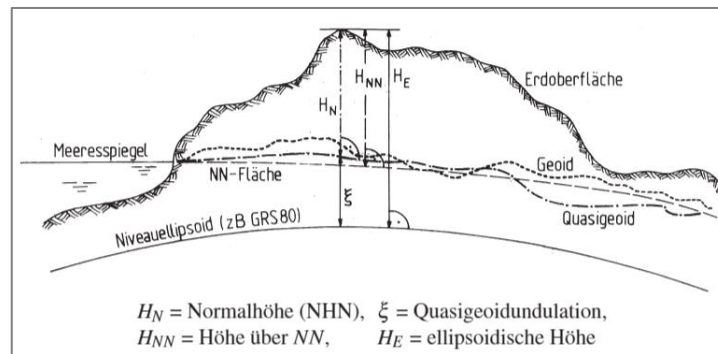 H_N
H_NN
H_E
Erdoberfläche
Meeresspiegel
NN-Fläche
Geoid
ξ
Quasigeoid
Niveauellipsoid (zB GRS80)
H_N = Normalhöhe (NHN), ξ = Quasigeoidundulation,
H_NN = Höhe über NN, H_E = ellipsoidische Höhe